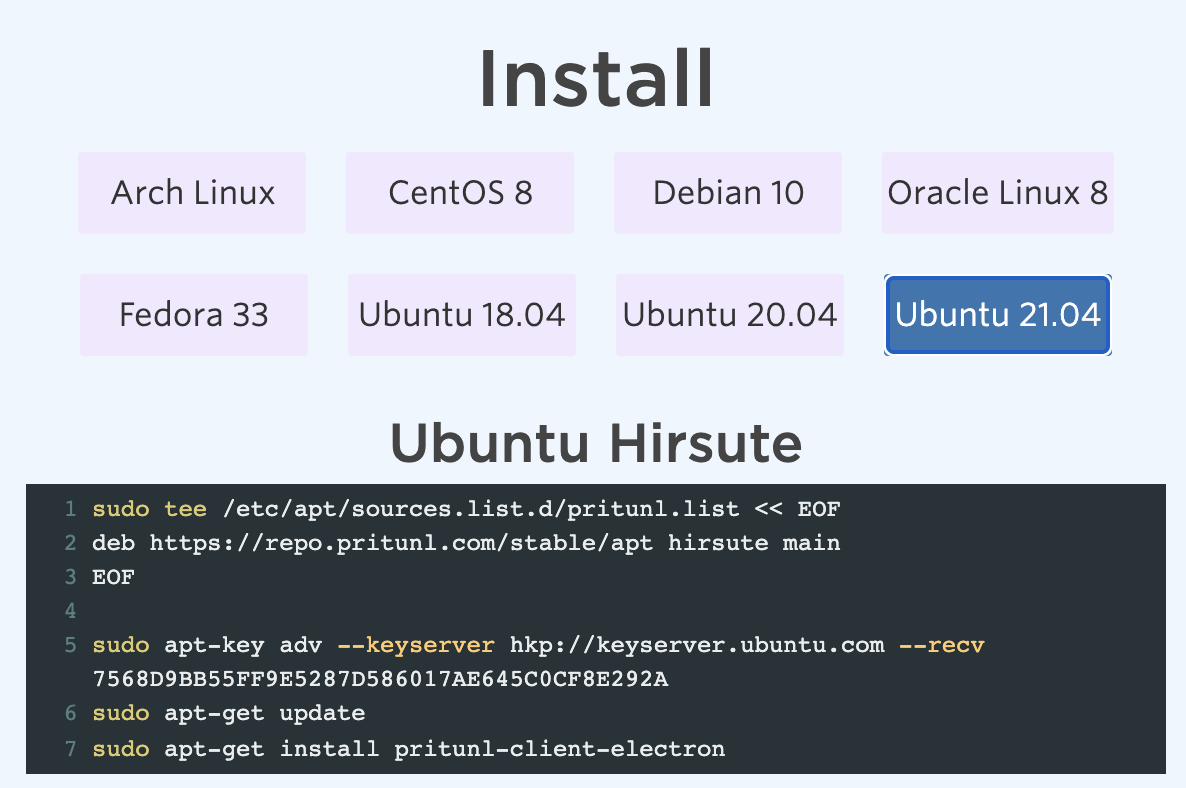 Install
Arch Linux CentOS 8 Debian 10 Oracle Linux 8
Fedora 33 Ubuntu 18.04 Ubuntu 20.04 Ubuntu 21.04
Ubuntu Hirsute
1 sudo tee /etc/apt/sources.list.d/pritunl.list << EOF
2 deb https://repo.pritunl.com/stable/apt hirsute main
3 EOF
4
5 sudo apt-key adv --keyserver hkp://keyserver.ubuntu.com --recv
7568D9BB55FF9E5287D586017AE645C0CF8E292A
6 sudo apt-get update
7 sudo apt-get install pritunl-client-electron